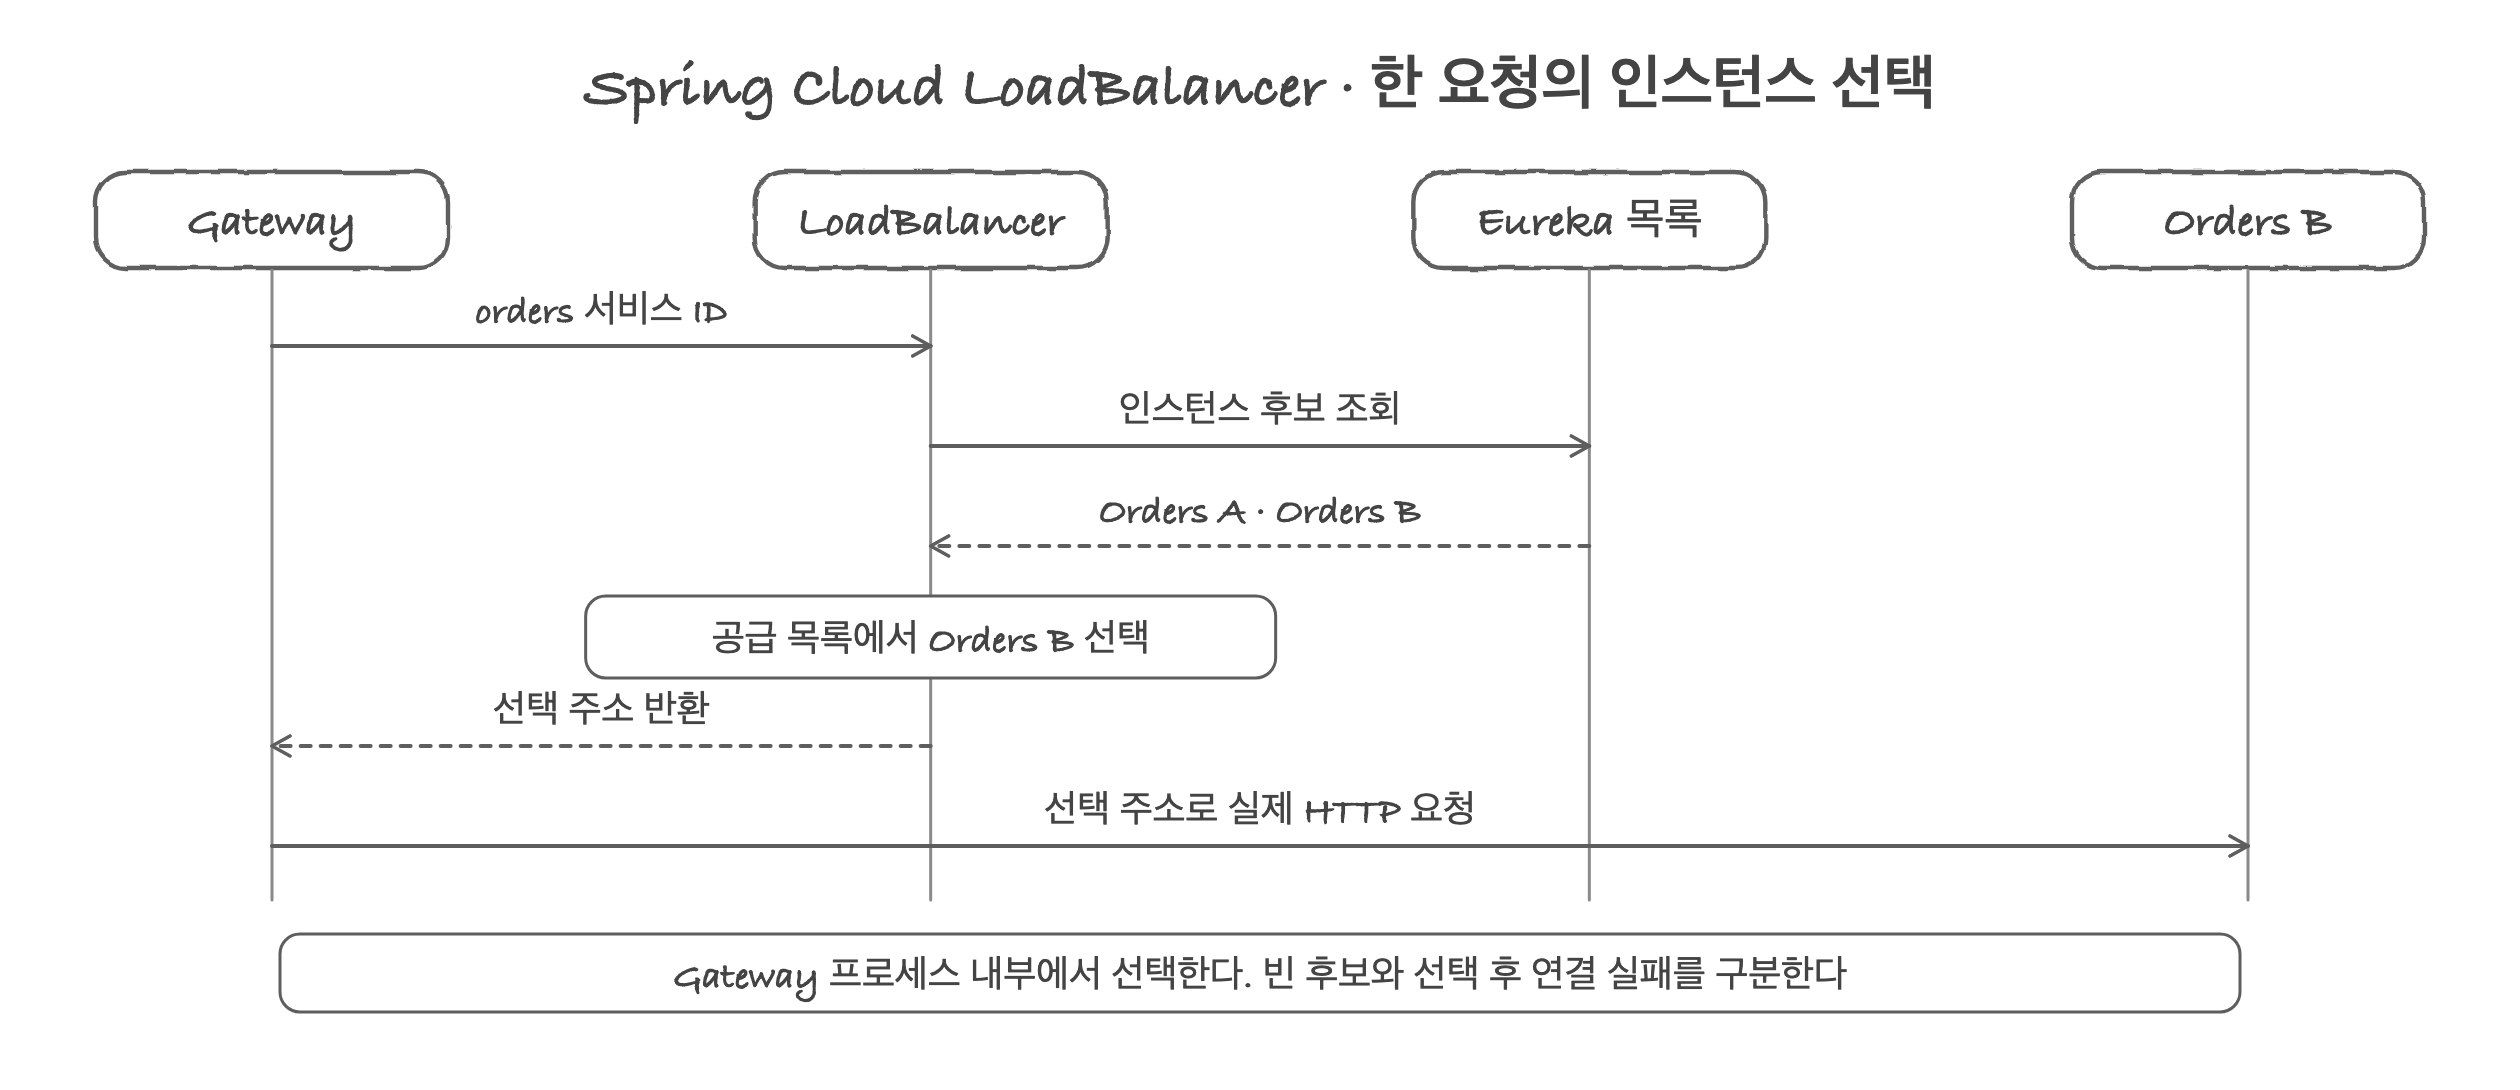 Spring Cloud LoadBalancer · 한 요청의 인스턴스 선택
Gateway
LoadBalancer
Eureka 목록
Orders B
orders 서비스 ID
인스턴스 후보 조회
Orders A · Orders B
공급 목록에서 Orders B 선택
선택 주소 반환
선택 주소로 실제 HTTP 요청
Gateway 프로세스 내부에서 선택한다. 빈 후보와 선택 후 연결 실패를 구분한다